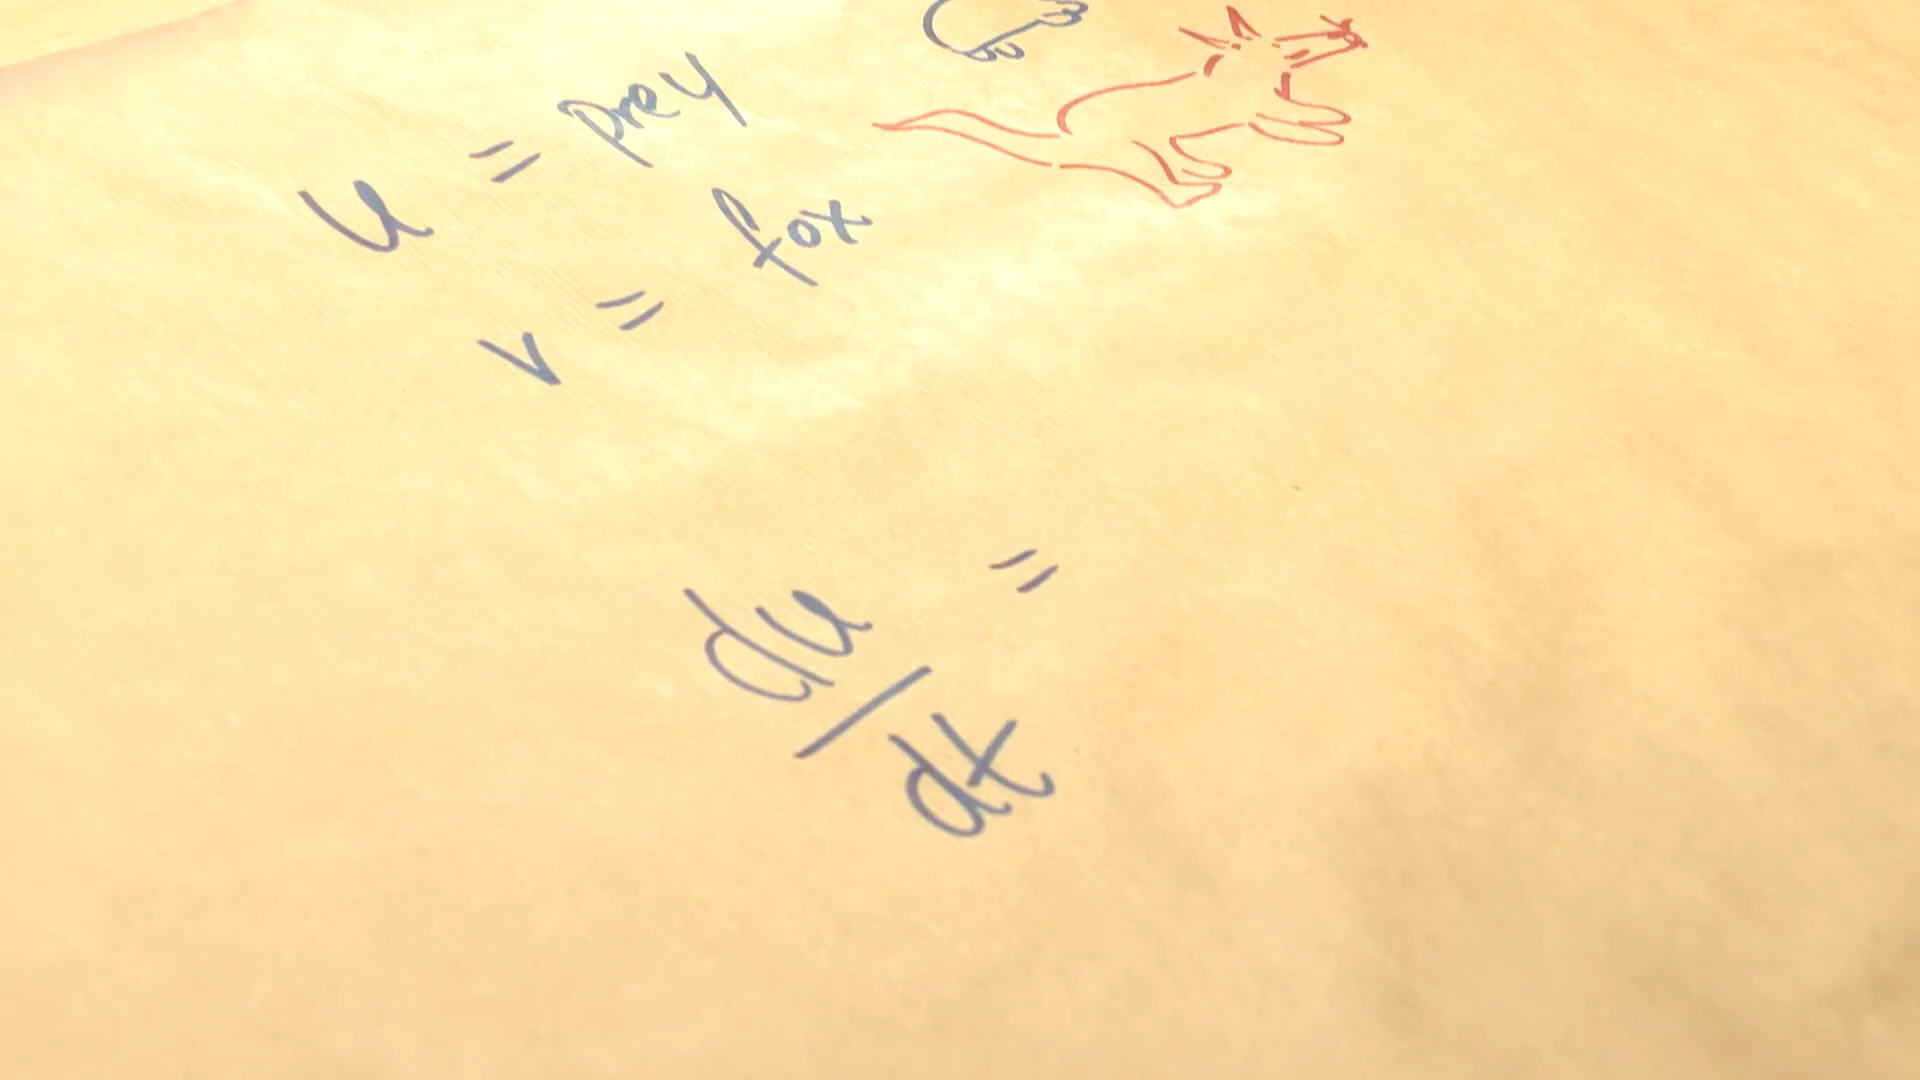 u = prey
v = fox
du/dt =